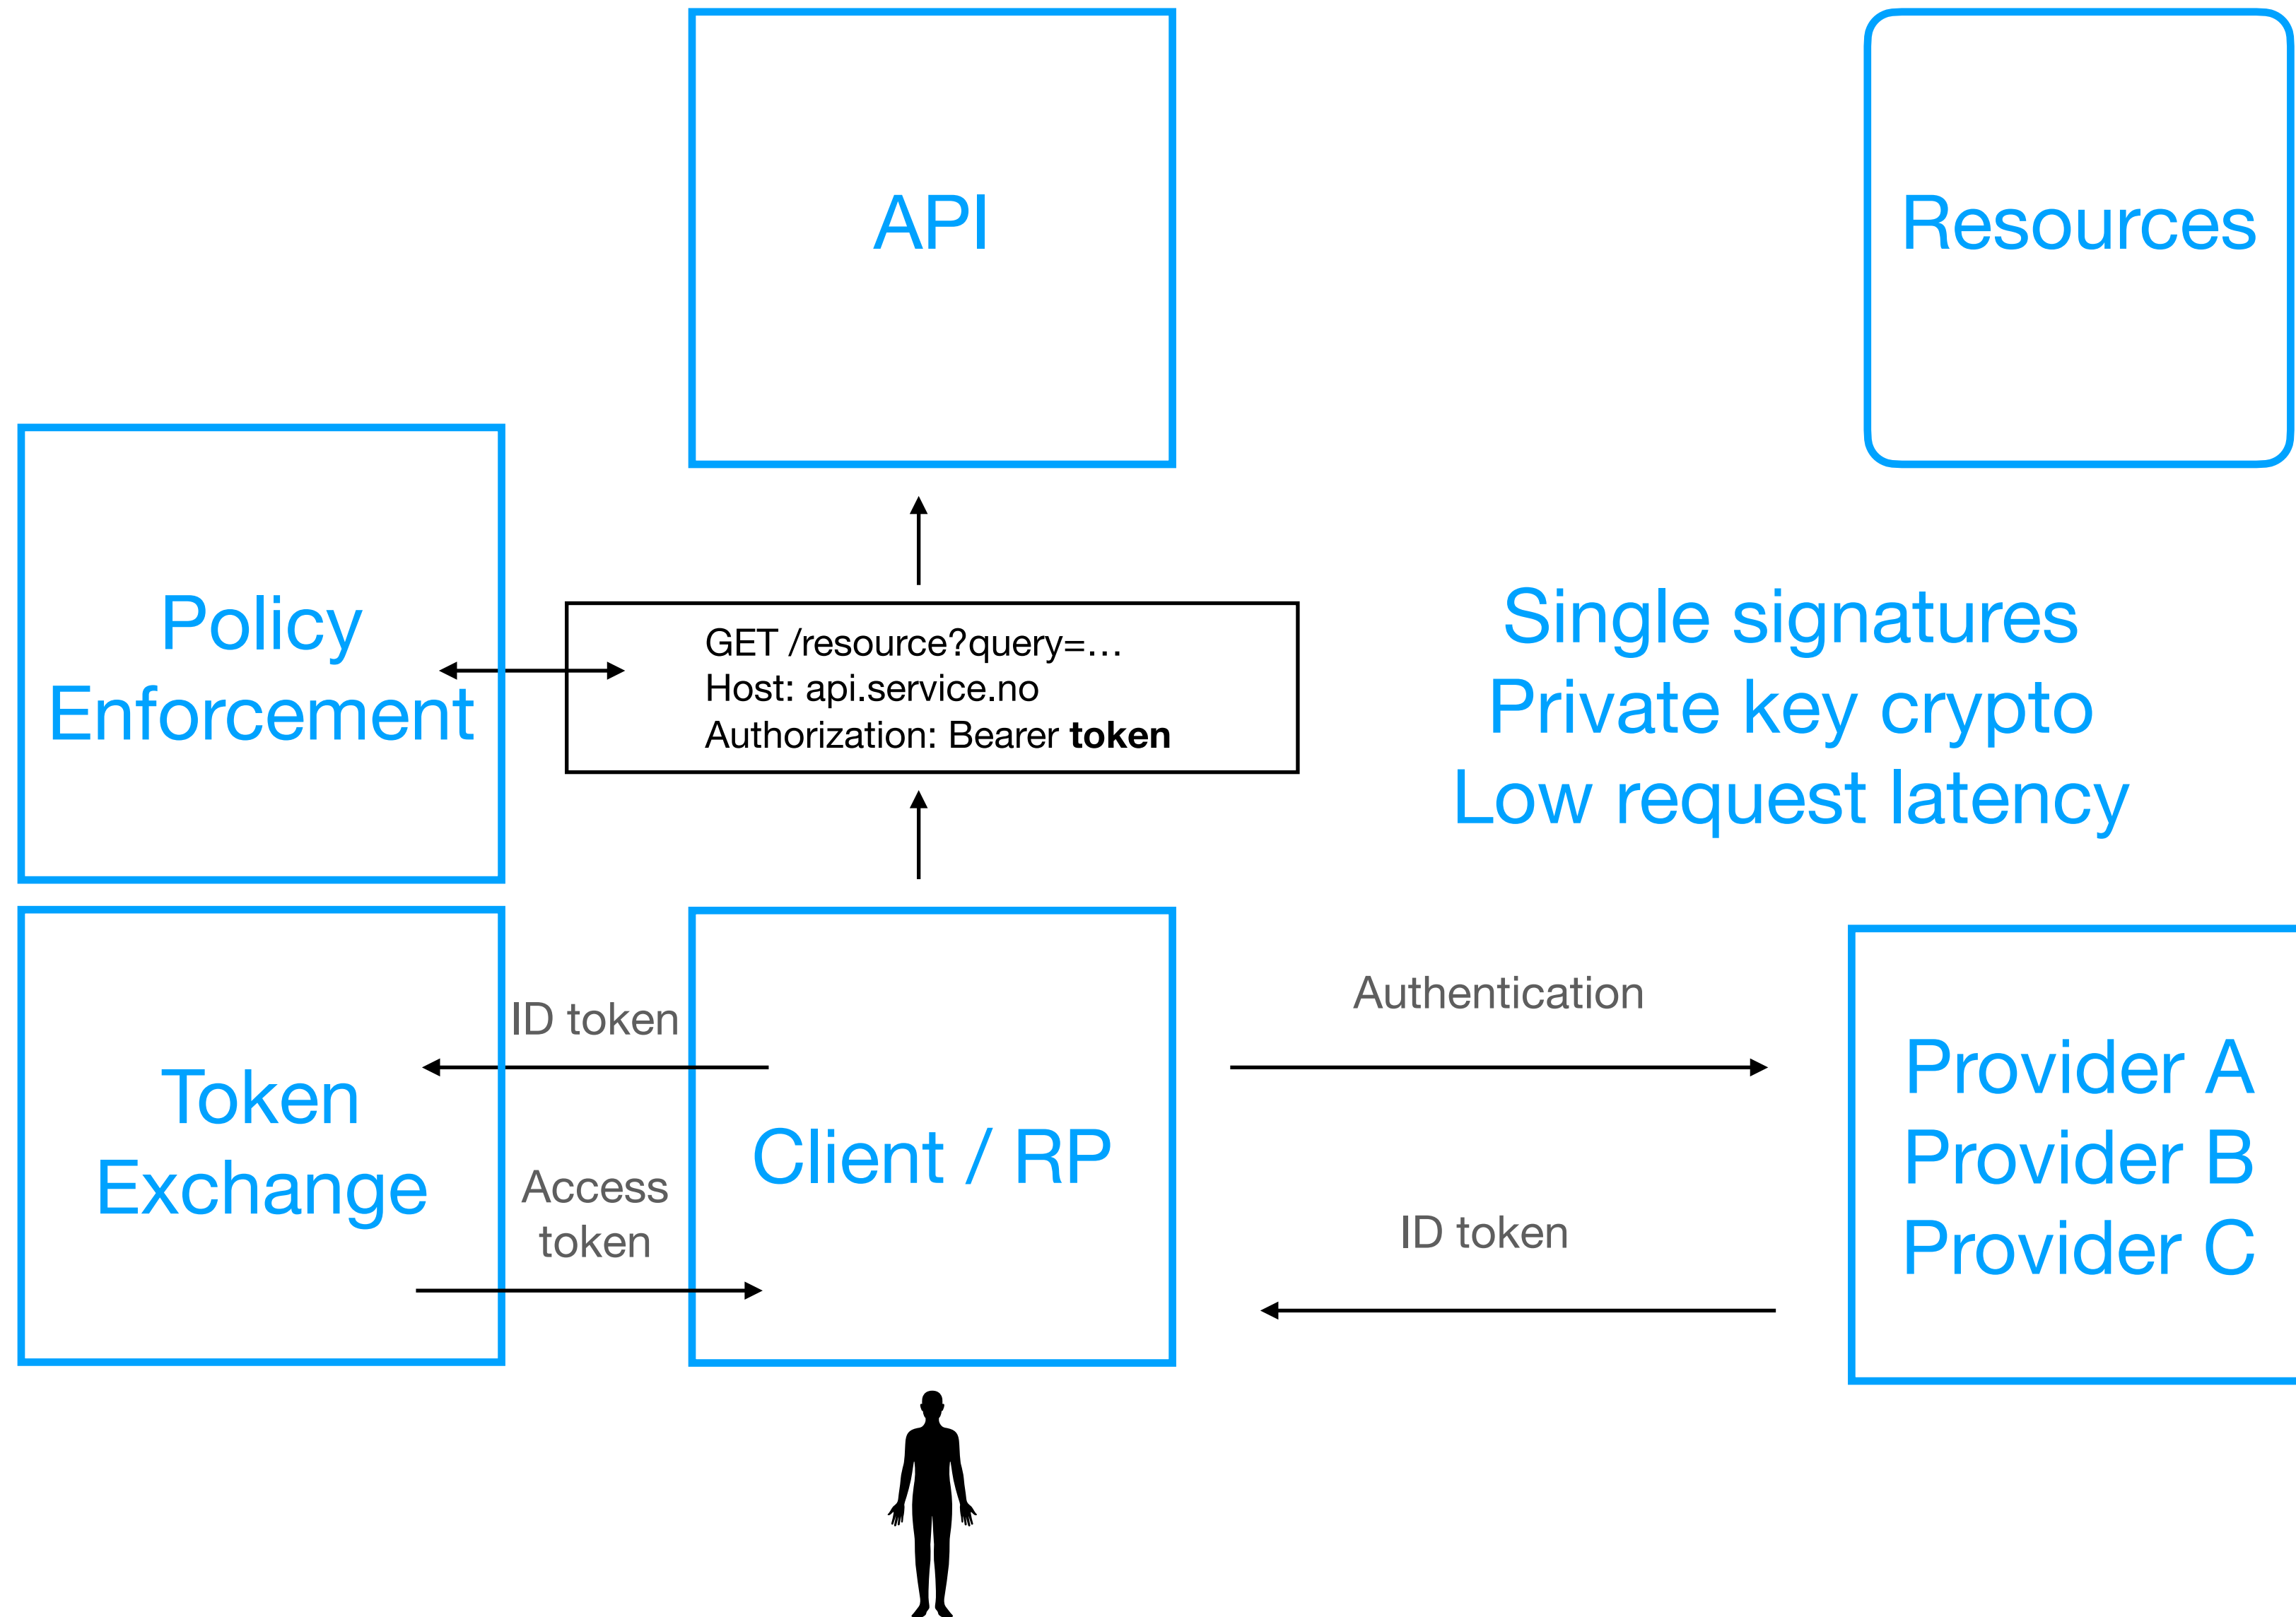 API
Resources
Policy
Enforcement
GET /resource?query=…
Host: api.service.no
Authorization: Bearer token
Single signatures
Private key crypto
Low request latency
Token
Exchange
ID token
Access
token
Client / RP
Authentication
ID token
Provider A
Provider B
Provider C